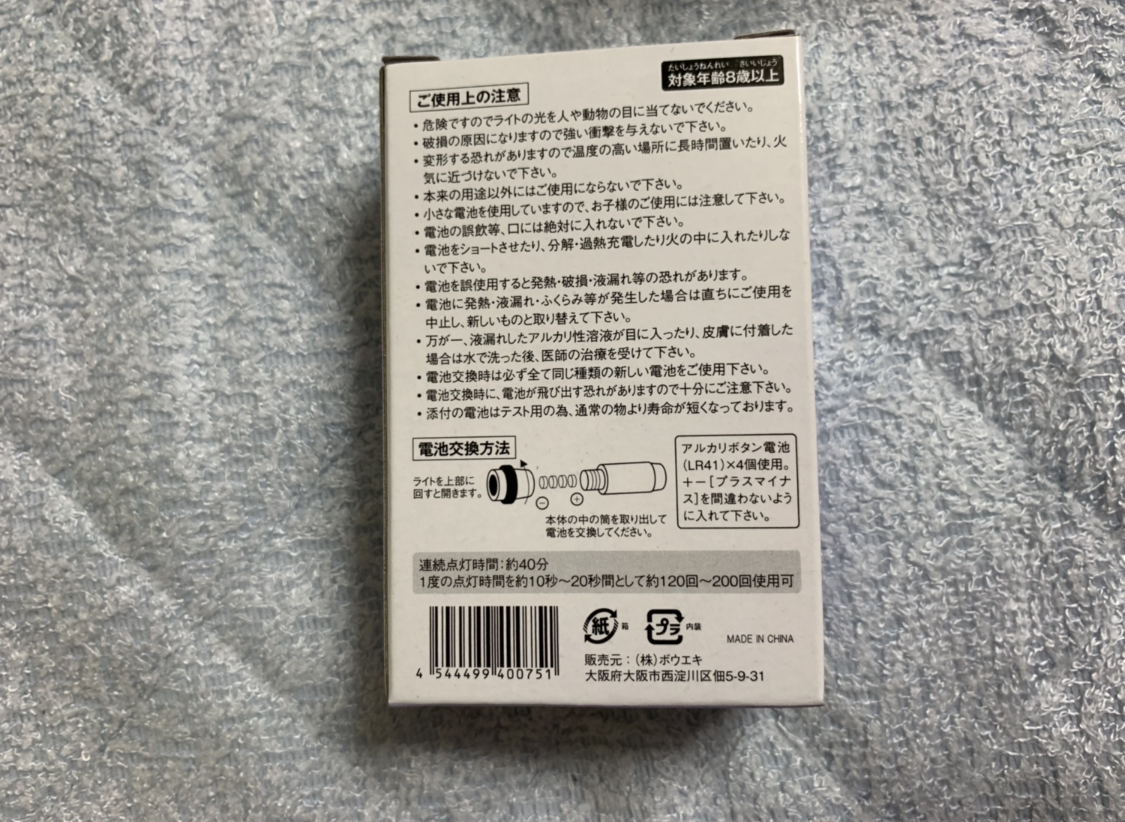 たいしょうねんれい さいいじょう
対象年齢8歳以上
ご使用上の注意
・危険ですのでライトの光を人や動物の目に当てないでください。
・破損の原因になりますので強い衝撃を与えないで下さい。
・変形する恐れがありますので温度の高い場所に長時間置いたり、火
気に近づけないで下さい。
・本来の用途以外にはご使用にならないで下さい。
・小さな電池を使用していますので、お子様のご使用には注意して下さい。
・電池の誤飲等、口には絶対に入れないで下さい。
・電池をショートさせたり、分解・過熱充電したり火の中に入れたりしな
いで下さい。
・電池を誤使用すると発熱・破損・液漏れ等の恐れがあります。
・電池に発熱・液漏れ・ふくらみ等が発生した場合は直ちにご使用を
中止し、新しいものと取り替えて下さい。
・万が一、液漏れしたアルカリ性溶液が目に入ったり、皮膚に付着した
場合は水で洗った後、医師の治療を受けて下さい。
・電池交換時は必ず全て同じ種類の新しい電池をご使用下さい。
・電池交換時に、電池が飛び出す恐れがありますので十分にご注意下さい。
・添付の電池はテスト用の為、通常の物より寿命が短くなっております。
電池交換方法
ライトを上部に
回すと開きます。
− +
本体の中の筒を取り出して
電池を交換してください。
アルカリボタン電池
(LR41)×4個使用。
+−[プラスマイナ
ス]を間違わないよう
に入れて下さい。
連続点灯時間:約40分
1度の点灯時間を約10秒〜20秒間として約120回〜200回使用可
4 544499 400751
紙 箱
プラ 内装
MADE IN CHINA
販売元:(株)ボウエキ
大阪府大阪市西淀川区佃5-9-31